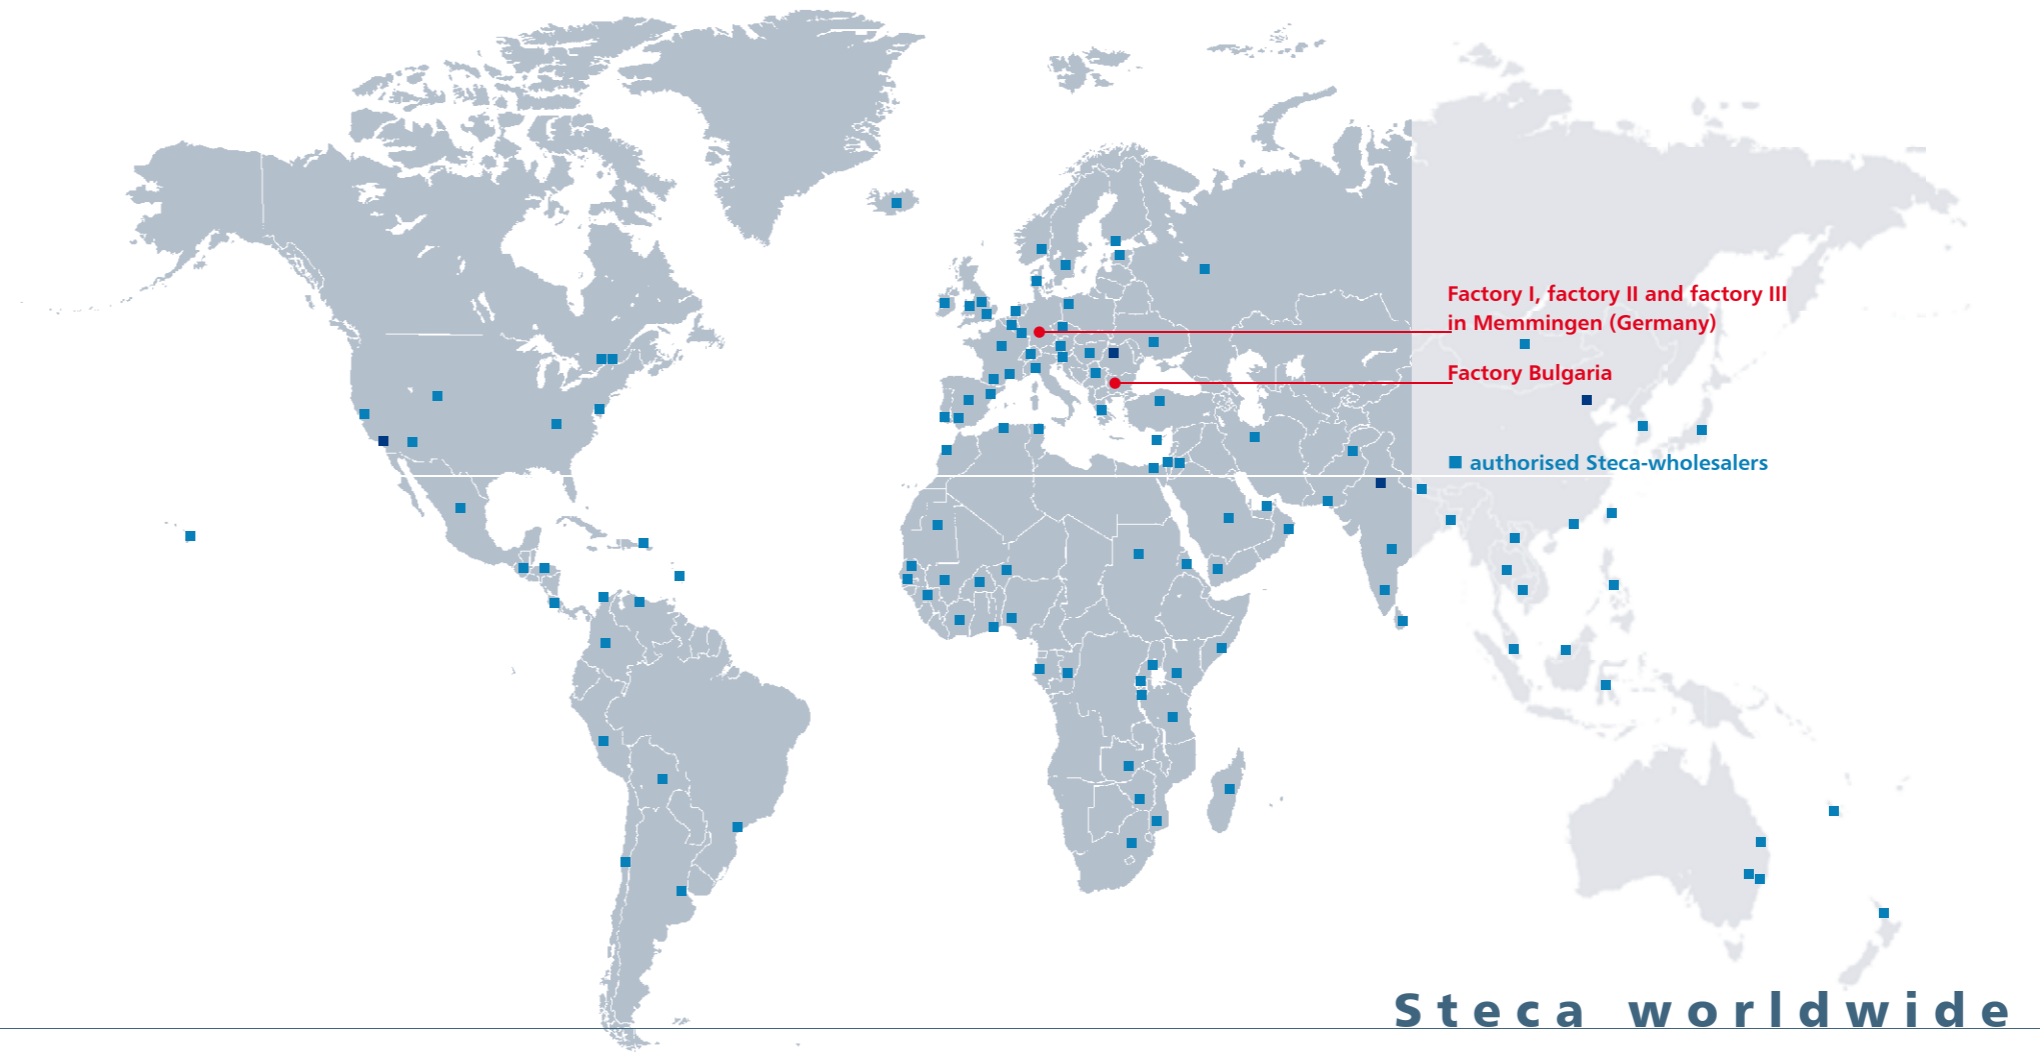 Factory I, factory II and factory III
in Memmingen (Germany)
Factory Bulgaria
authorised Steca-wholesalers
Steca worldwide